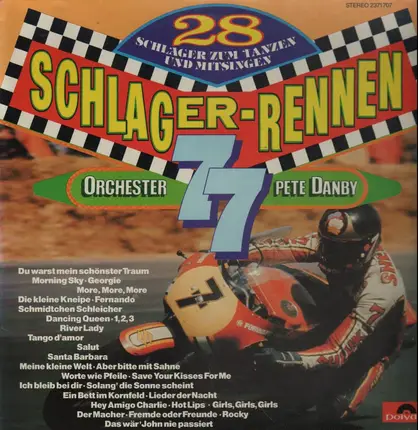 STEREO 2371 707
28
SCHLAGER ZUM TANZEN
UND MITSINGEN
SCHLAGER-RENNEN
77
ORCHESTER PETE DANBY
7
Du warst mein schönster Traum
Morning Sky · Georgie
More, More, More
Die kleine Kneipe · Fernando
Schmidtchen Schleicher
Dancing Queen · 1,2,3
River Lady
Tango d'amor
Salut
Santa Barbara
Meine kleine Welt · Aber bitte mit Sahne
Worte wie Pfeile · Save Your Kisses For Me
Ich bleib bei dir · Solang' die Sonne scheint
Ein Bett im Kornfeld · Lieder der Nacht
Hey Amigo Charlie · Hot Lips · Girls, Girls, Girls
Der Macher · Fremde oder Freunde · Rocky
Das wär' John nie passiert
Polydor